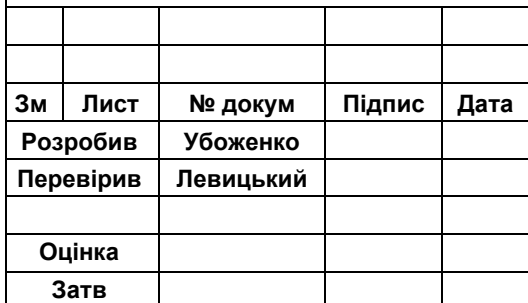 Зм Лист № докум Підпис Дата
Розробив Убоженко
Перевірив Левицький
Оцінка
Затв